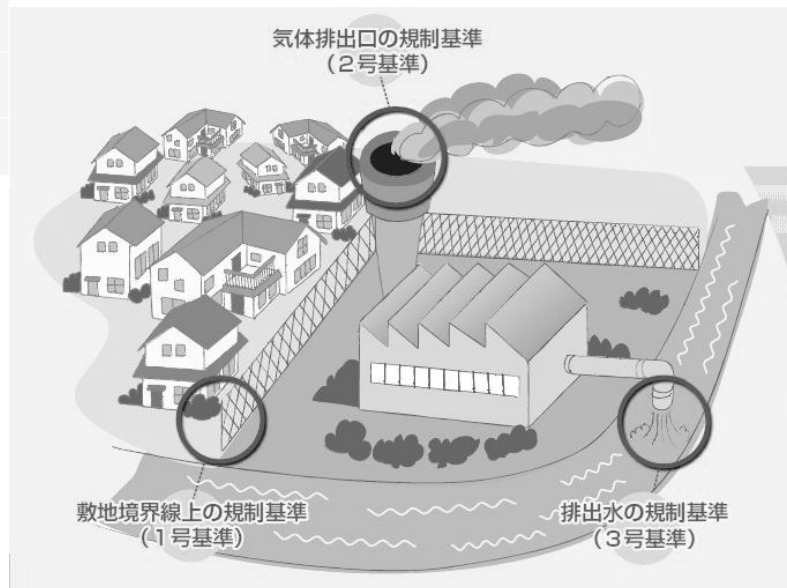 気体排出口の規制基準
(2号基準)
敷地境界線上の規制基準
(1号基準)
排出水の規制基準
(3号基準)